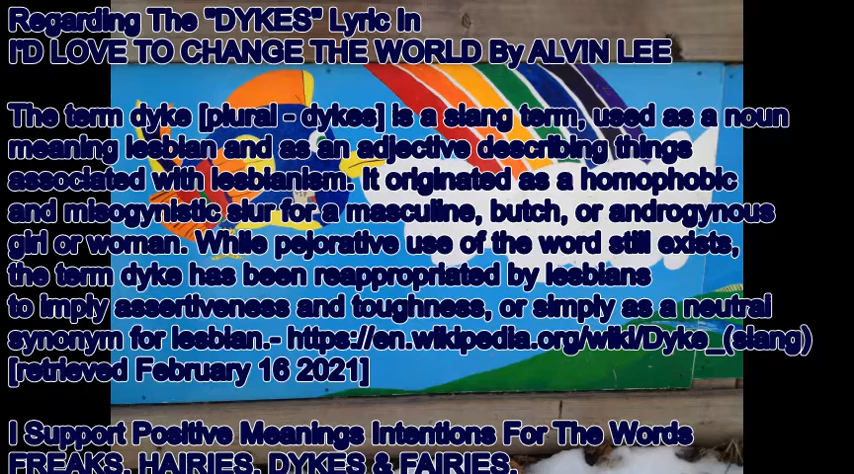 Regarding The "DYKES" Lyric In
I'D LOVE TO CHANGE THE WORLD By ALVIN LEE
The term dyke [plural - dykes] is a slang term, used as a noun
meaning lesbian and as an adjective describing things
associated with lesbianism. It originated as a homophobic
and misogynistic slur for a masculine, butch, or androgynous
girl or woman. While pejorative use of the word still exists,
the term dyke has been reappropriated by lesbians
to imply assertiveness and toughness, or simply as a neutral
synonym for lesbian.- https://en.wikipedia.org/wiki/Dyke_(slang)
[retrieved February 16 2021]
I Support Positive Meanings Intentions For The Words
FREAKS, HAIRIES, DYKES & FAIRIES.